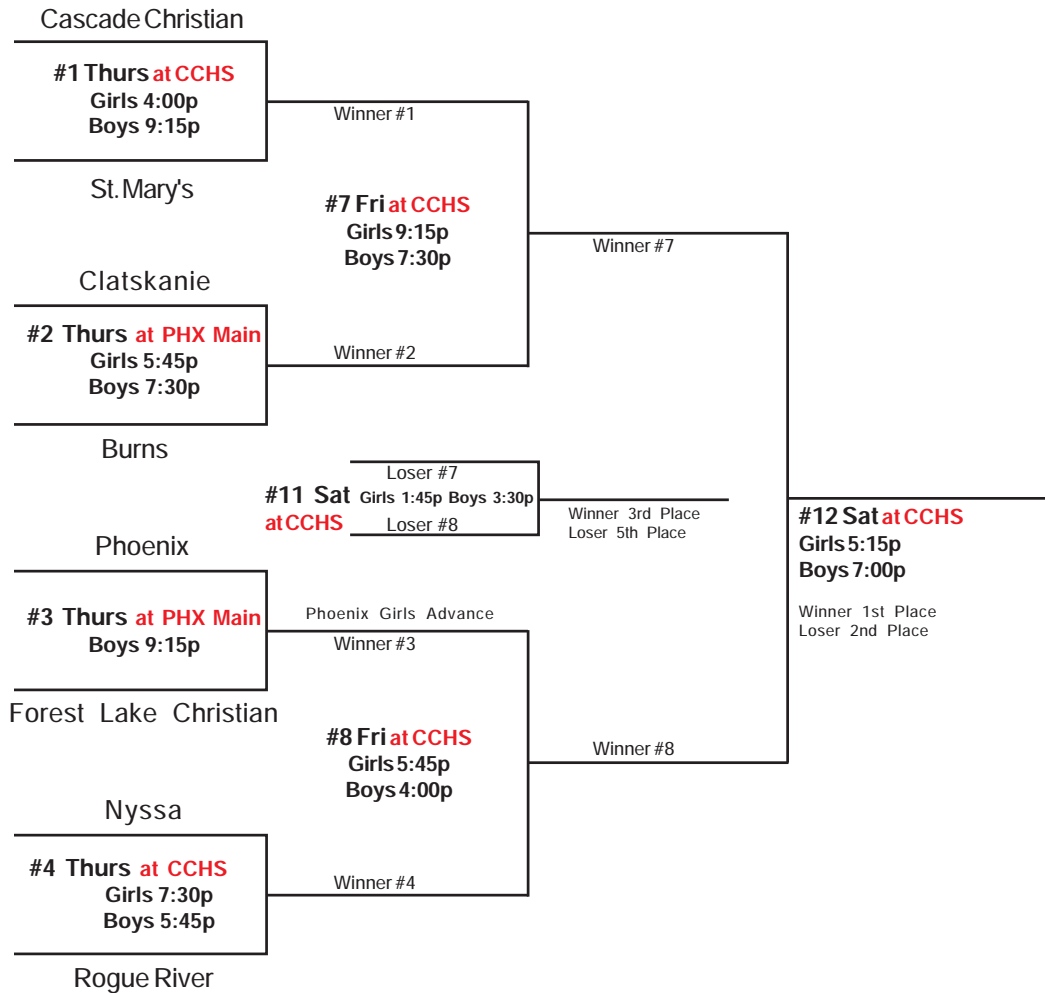 Cascade Christian
#1 Thurs at CCHS
Girls 4:00p
Boys 9:15p
Winner #1
St. Mary's
#7 Fri at CCHS
Girls 9:15p
Boys 7:30p
Winner #7
Clatskanie
#2 Thurs at PHX Main
Girls 5:45p
Boys 7:30p
Winner #2
Burns
Loser #7
#11 Sat Girls 1:45p Boys 3:30p
at CCHS
Loser #8
Winner 3rd Place
Loser 5th Place
#12 Sat at CCHS
Girls 5:15p
Boys 7:00p
Winner 1st Place
Loser 2nd Place
Phoenix
#3 Thurs at PHX Main
Boys 9:15p
Phoenix Girls Advance
Winner #3
Forest Lake Christian
#8 Fri at CCHS
Girls 5:45p
Boys 4:00p
Winner #8
Nyssa
#4 Thurs at CCHS
Girls 7:30p
Boys 5:45p
Winner #4
Rogue River